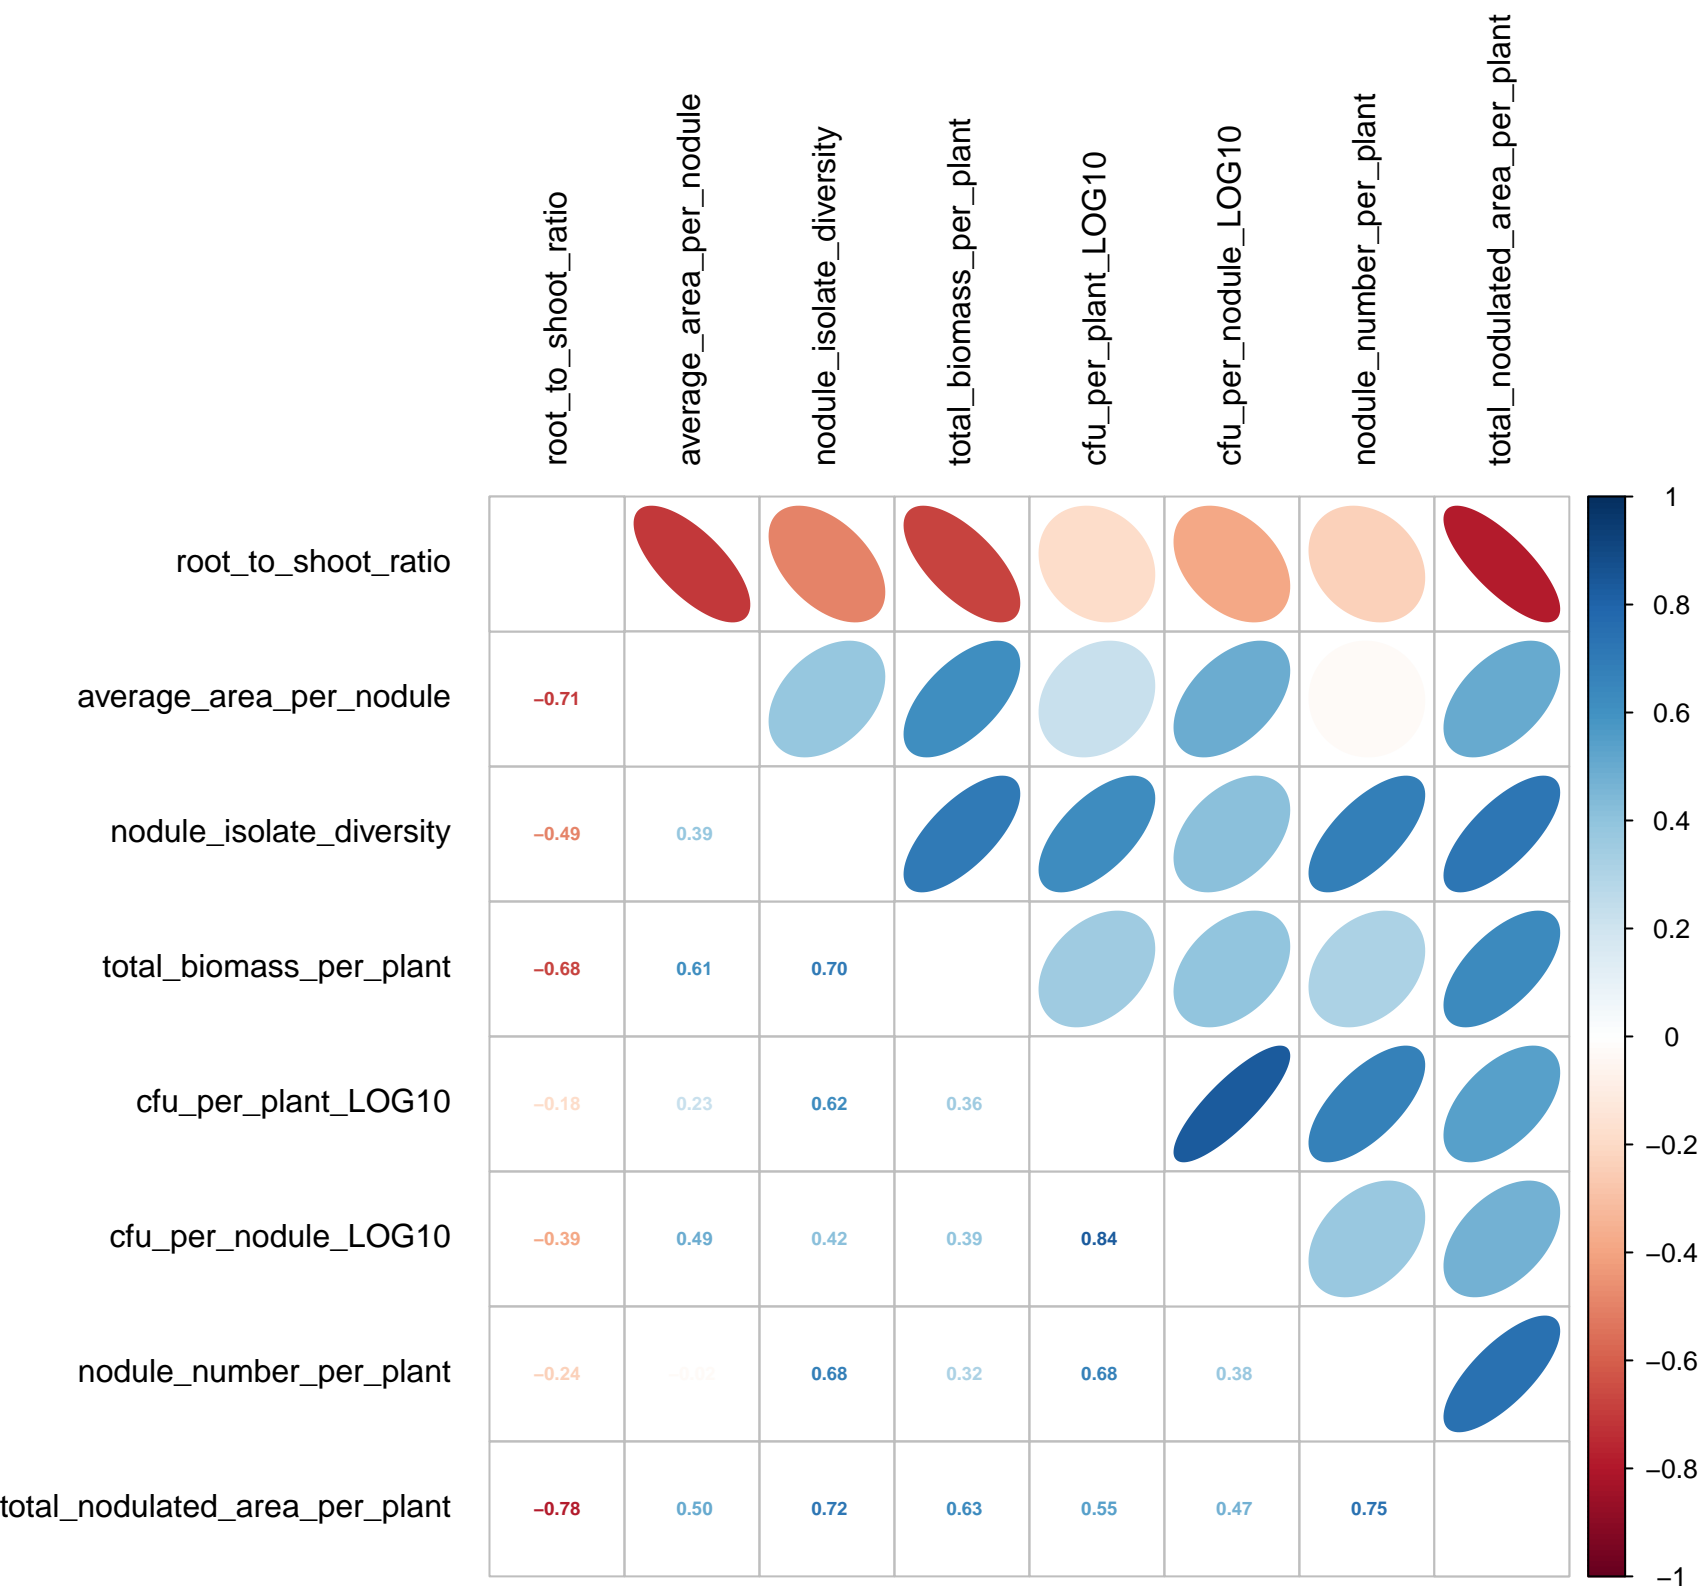 root_to_shoot_ratio
average_area_per_nodule
nodule_isolate_diversity
total_biomass_per_plant
cfu_per_plant_LOG10
cfu_per_nodule_LOG10
nodule_number_per_plant
total_nodulated_area_per_plant
root_to_shoot_ratio
average_area_per_nodule −0.71
nodule_isolate_diversity −0.49 0.39
total_biomass_per_plant −0.68 0.61 0.70
cfu_per_plant_LOG10 −0.18 0.23 0.62 0.36
cfu_per_nodule_LOG10 −0.39 0.49 0.42 0.39 0.84
nodule_number_per_plant −0.24 −0.02 0.68 0.32 0.68 0.38
total_nodulated_area_per_plant −0.78 0.50 0.72 0.63 0.55 0.47 0.75
1
0.8
0.6
0.4
0.2
0
−0.2
−0.4
−0.6
−0.8
−1